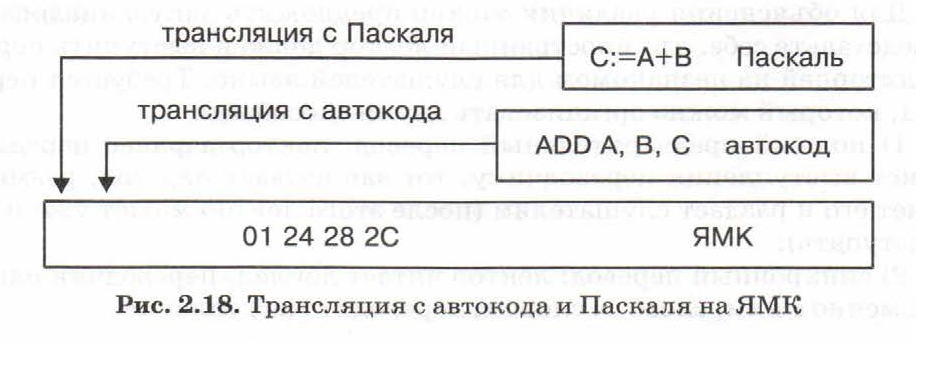 трансляция с Паскаля
C:=A+B Паскаль
трансляция с автокода
ADD A, B, C автокод
01 24 28 2C ЯМК
Рис. 2.18. Трансляция с автокода и Паскаля на ЯМК